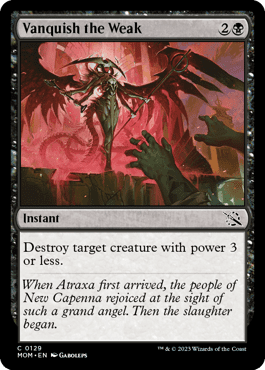 Vanquish the Weak 2
Instant
Destroy target creature with power 3
or less.
When Atraxa first arrived, the people of
New Capenna rejoiced at the sight of
such a grand angel. Then the slaughter
began.
C 0129
MOM • EN GABOLEPS
™ & © 2023 Wizards of the Coast